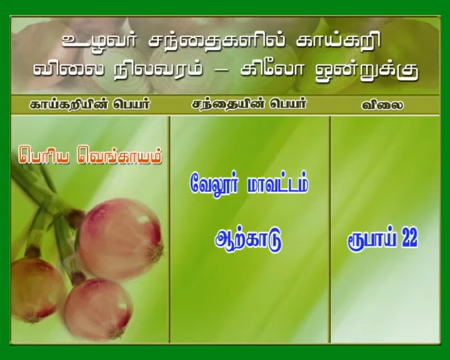 உழவர் சந்தைகளில் காய்கறி
விலை நிலவரம் – கிலோ ஒன்றுக்கு
காய்கறியின் பெயர் சந்தையின் பெயர் விலை
பெரிய வெங்காயம்
வேலூர் மாவட்டம்
ஆற்காடு ரூபாய் 22